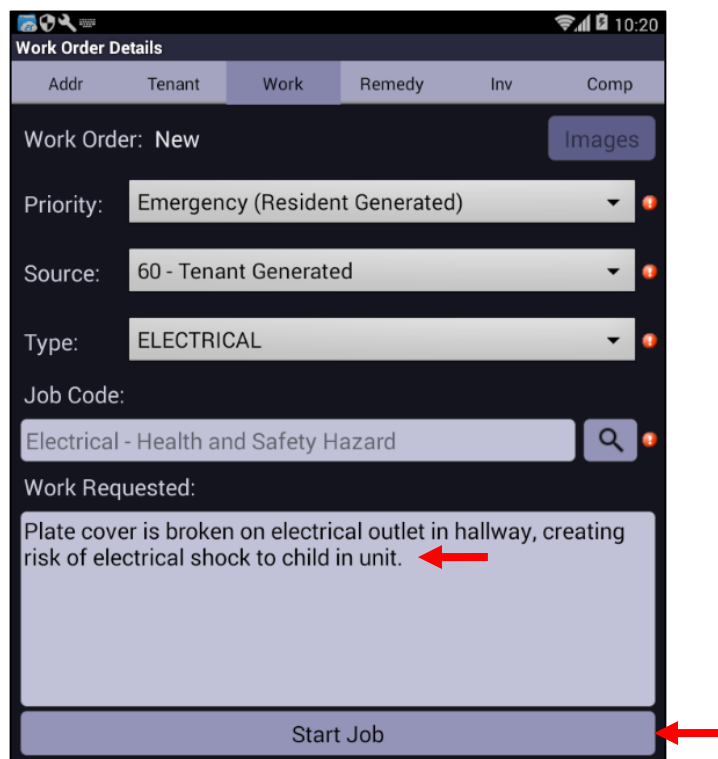 10:20
Work Order Details
Addr Tenant Work Remedy Inv Comp
Work Order: New Images
Priority: Emergency (Resident Generated)
Source: 60 - Tenant Generated
Type: ELECTRICAL
Job Code:
Electrical - Health and Safety Hazard
Work Requested:
Plate cover is broken on electrical outlet in hallway, creating
risk of electrical shock to child in unit.
Start Job